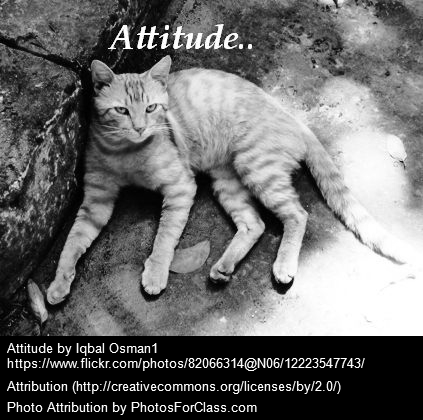 Attitude..
Attitude by Iqbal Osman1
https://www.flickr.com/photos/82066314@N06/12223547743/
Attribution (http://creativecommons.org/licenses/by/2.0/)
Photo Attribution by PhotosForClass.com